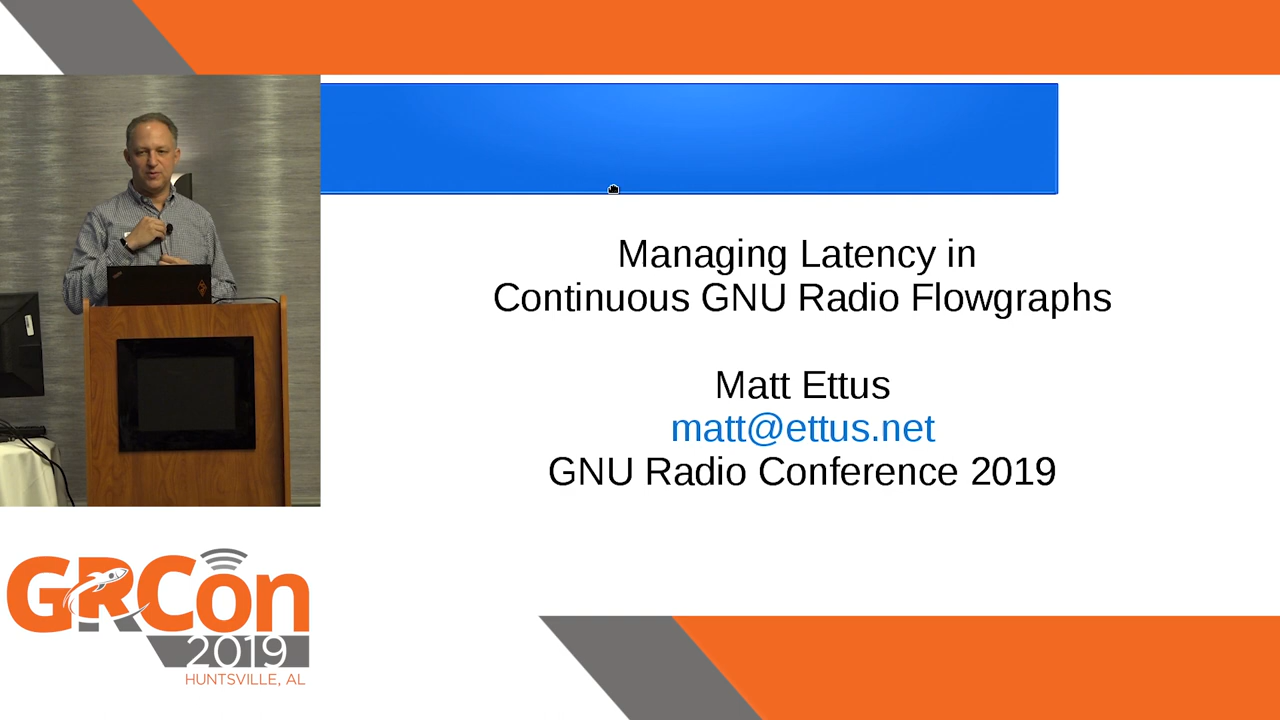 Managing Latency in
Continuous GNU Radio Flowgraphs
Matt Ettus
matt@ettus.net
GNU Radio Conference 2019
GRCon
2019
HUNTSVILLE, AL